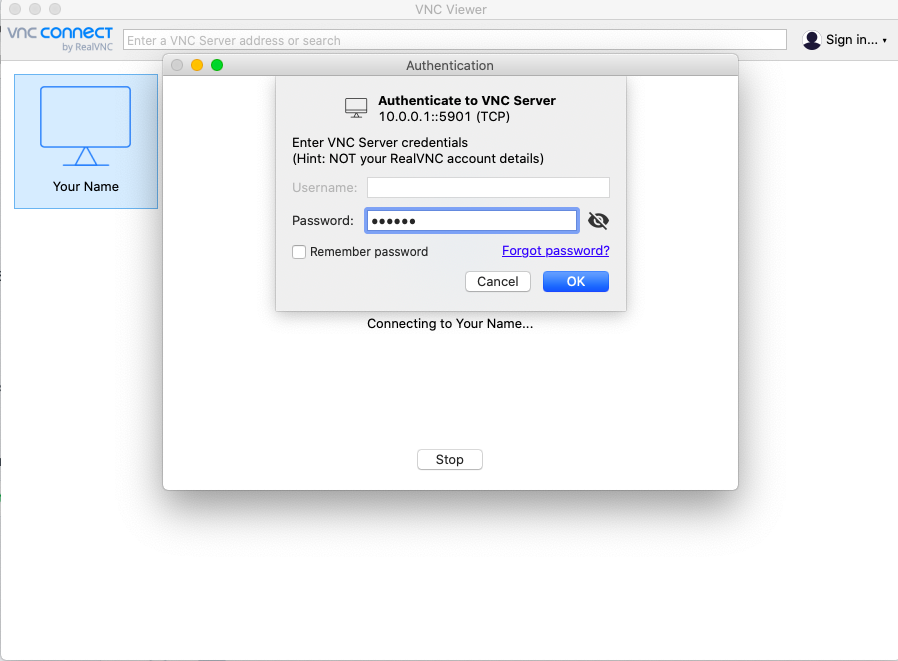 VNC Viewer
vnc connect
by RealVNC
Enter a VNC Server address or search
Sign in...
Authentication
Authenticate to VNC Server
10.0.0.1::5901 (TCP)
Enter VNC Server credentials
(Hint: NOT your RealVNC account details)
Username:
Password: ••••••
Remember password
Forgot password?
Cancel
OK
Your Name
Connecting to Your Name...
Stop